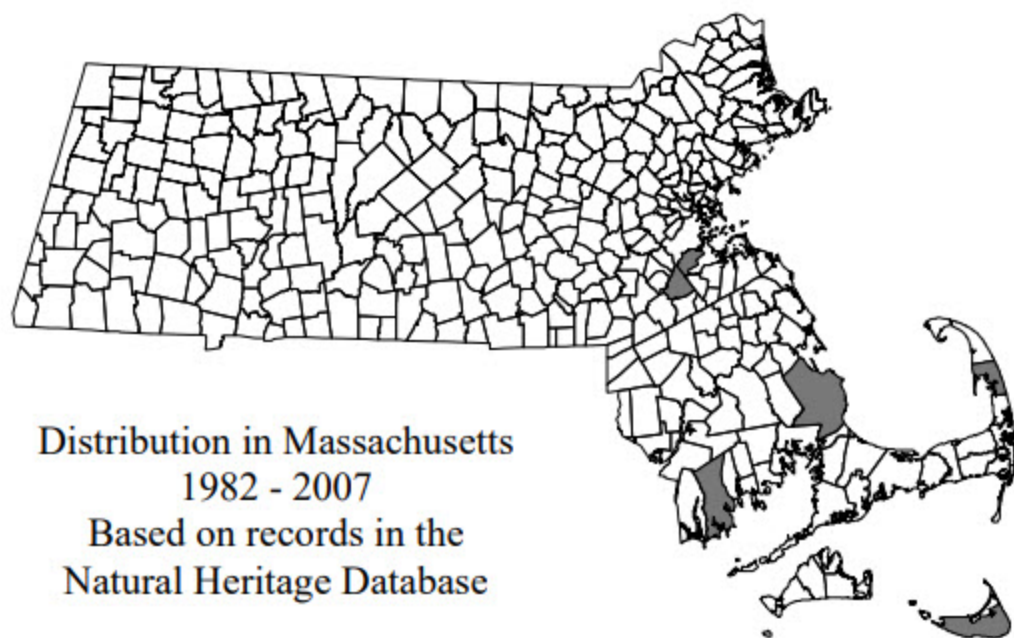 Distribution in Massachusetts
1982 - 2007
Based on records in the
Natural Heritage Database